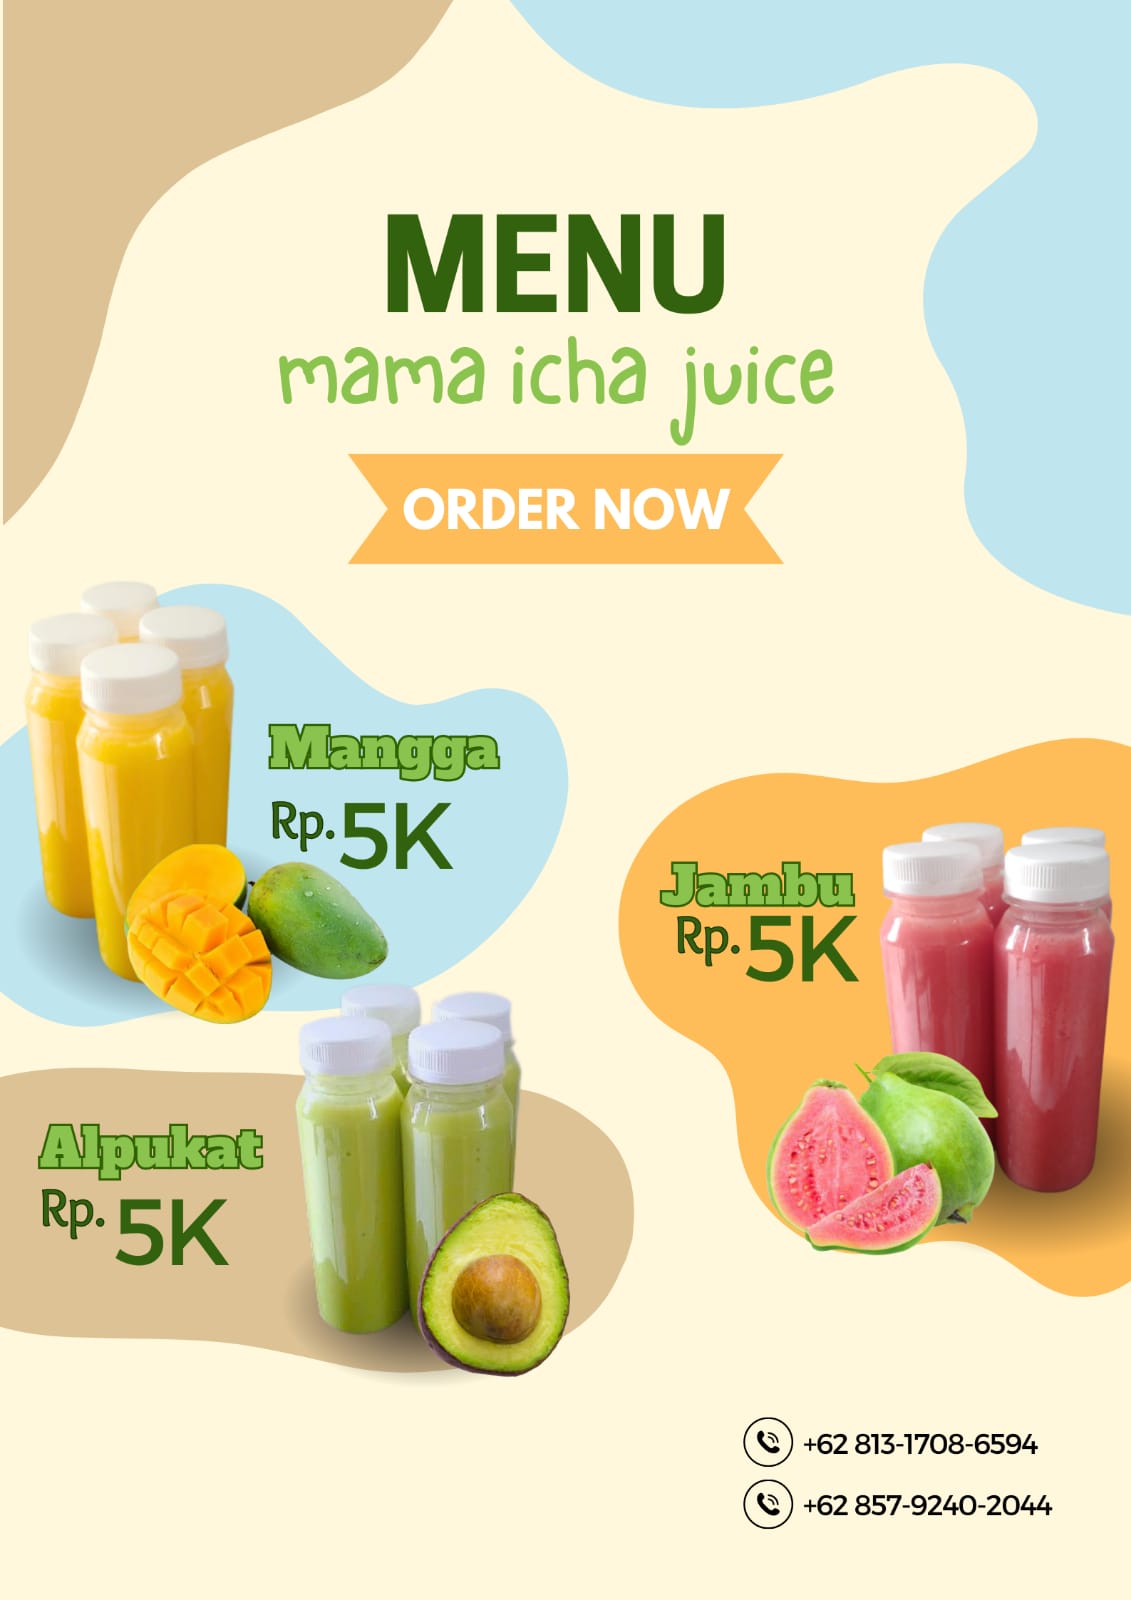 MENU
mama icha juice
ORDER NOW
Mangga
Rp. 5K
Jambu
Rp. 5K
Alpukat
Rp. 5K
+62 813-1708-6594
+62 857-9240-2044